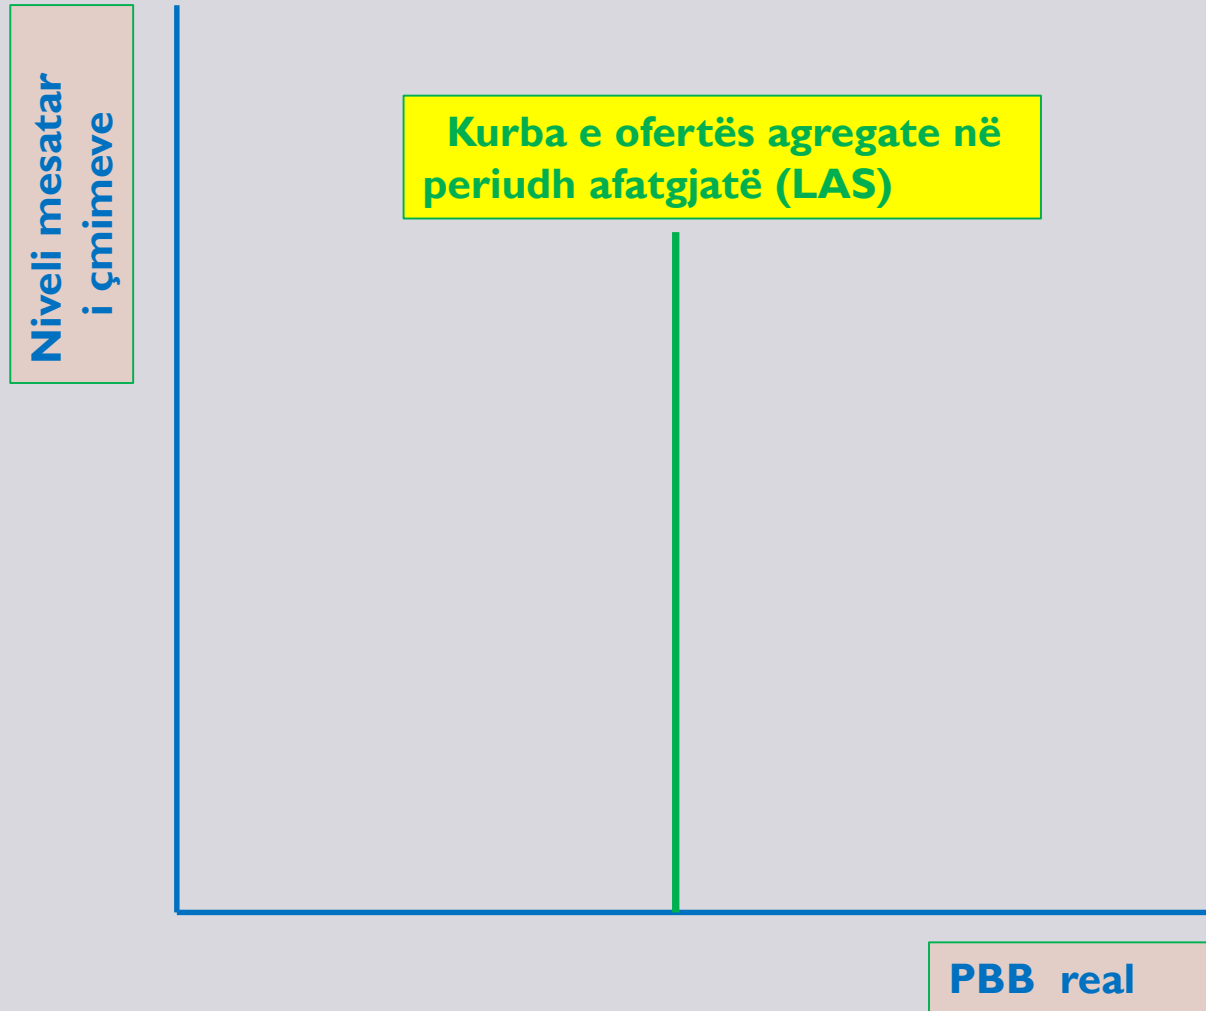 Niveli mesatar
i çmimeve
Kurba e ofertës agregate në
periudh afatgjatë (LAS)
PBB real